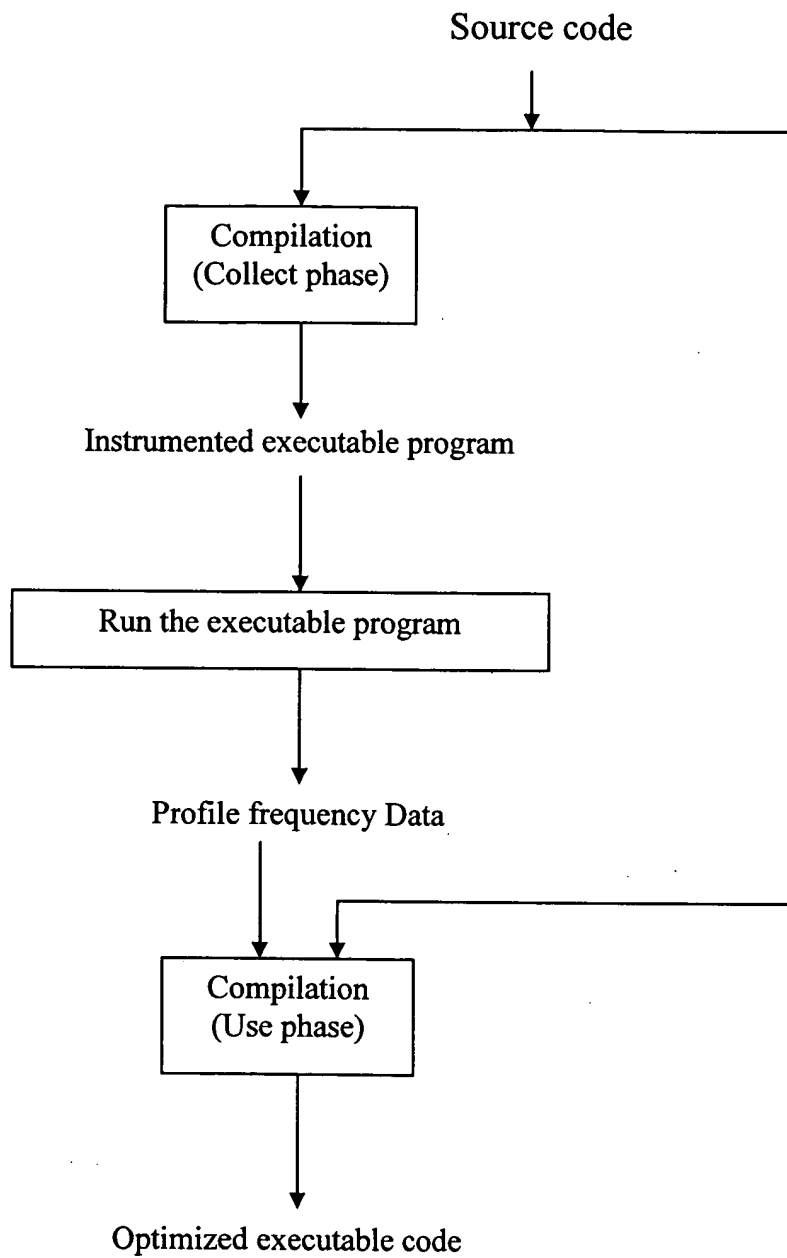 Source code
Compilation
(Collect phase)
Instrumented executable program
Run the executable program
Profile frequency Data
Compilation
(Use phase)
Optimized executable code